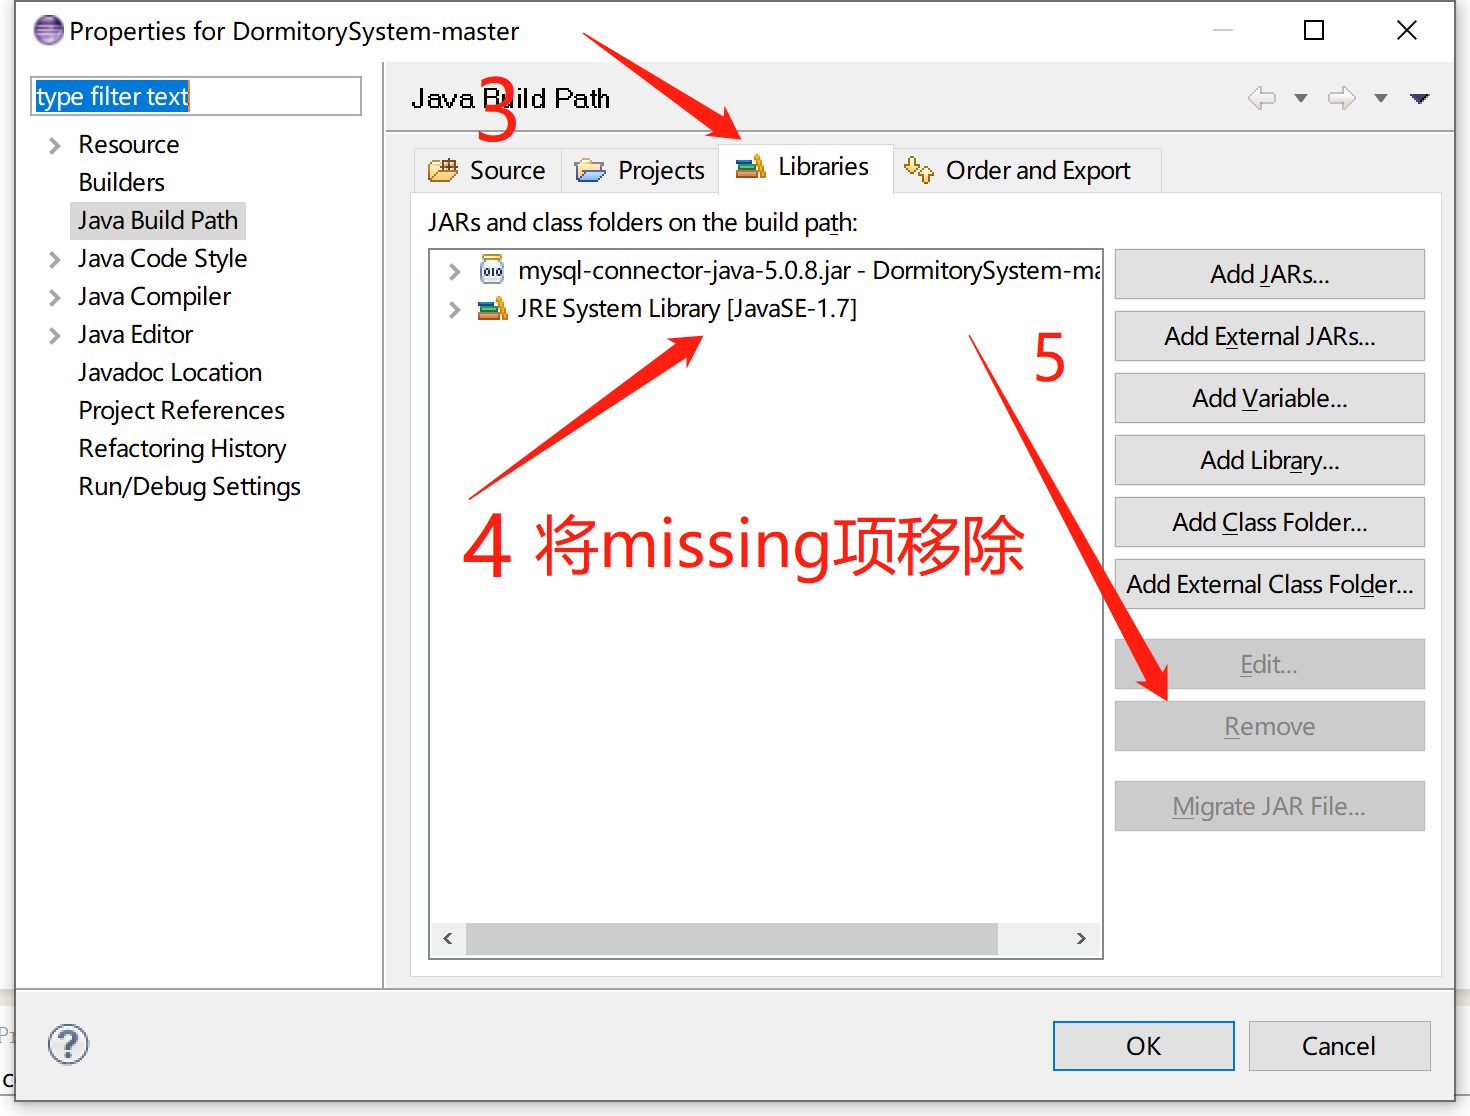 Properties for DormitorySystem-master
type filter text
Resource
Builders
Java Build Path
Java Code Style
Java Compiler
Java Editor
Javadoc Location
Project References
Refactoring History
Run/Debug Settings
Java Build Path
3
Source
Projects
Libraries
Order and Export
JARs and class folders on the build path:
010
mysql-connector-java-5.0.8.jar - DormitorySystem-ma
JRE System Library [JavaSE-1.7]
4 将missing项移除
5
Add JARs...
Add External JARs...
Add Variable...
Add Library...
Add Class Folder...
Add External Class Folder...
Edit...
Remove
Migrate JAR File...
?
OK
Cancel